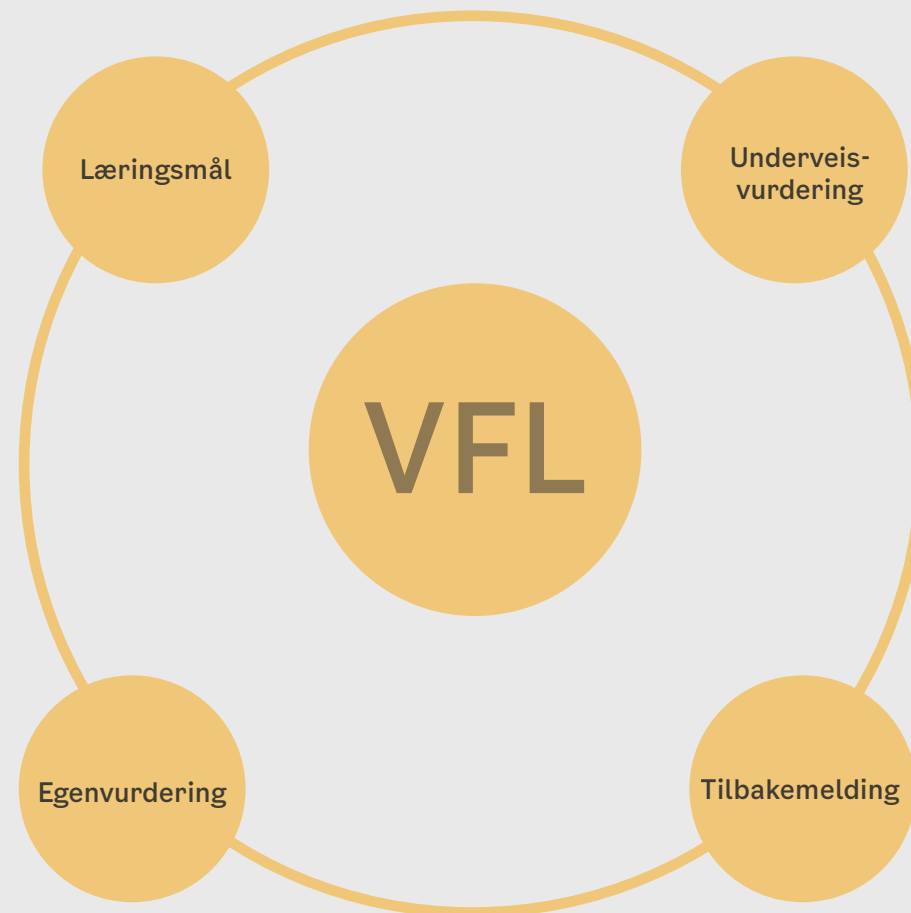 Læringsmål
Underveis-
vurdering
VFL
Egenvurdering
Tilbakemelding